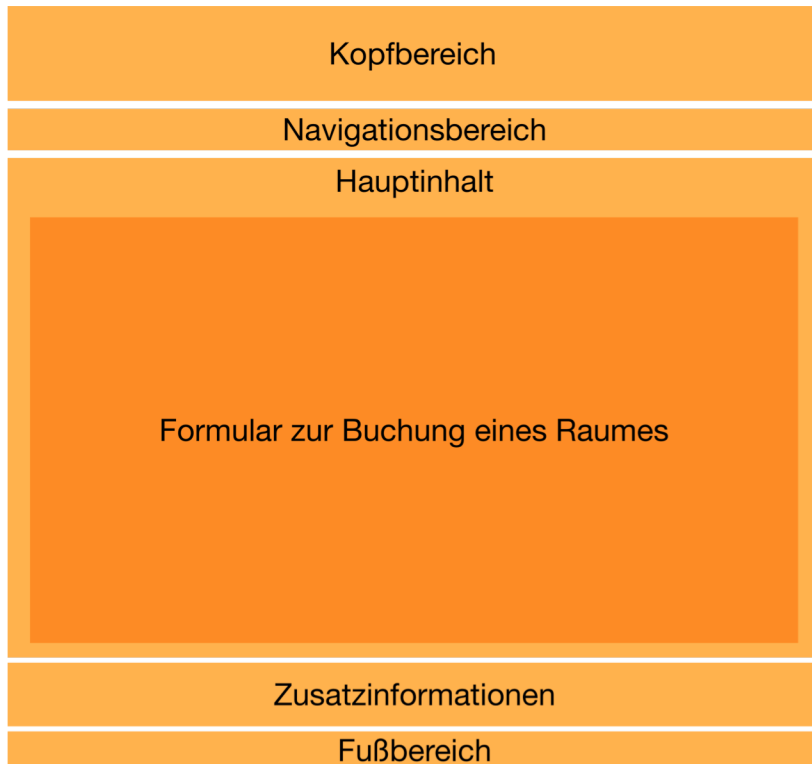 Kopfbereich
Navigationsbereich
Hauptinhalt
Formular zur Buchung eines Raumes
Zusatzinformationen
Fußbereich